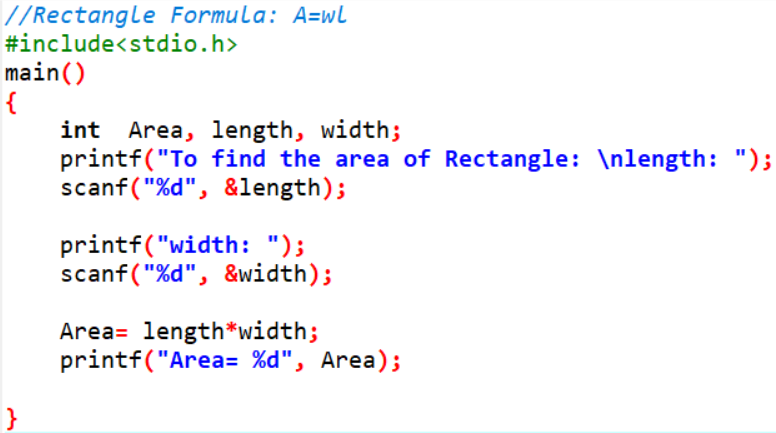 //Rectangle Formula: A=wl
#include<stdio.h>
main()
{
    int  Area, length, width;
    printf("To find the area of Rectangle: \nlength: ");
    scanf("%d", &length);

    printf("width: ");
    scanf("%d", &width);

    Area= length*width;
    printf("Area= %d", Area);

}